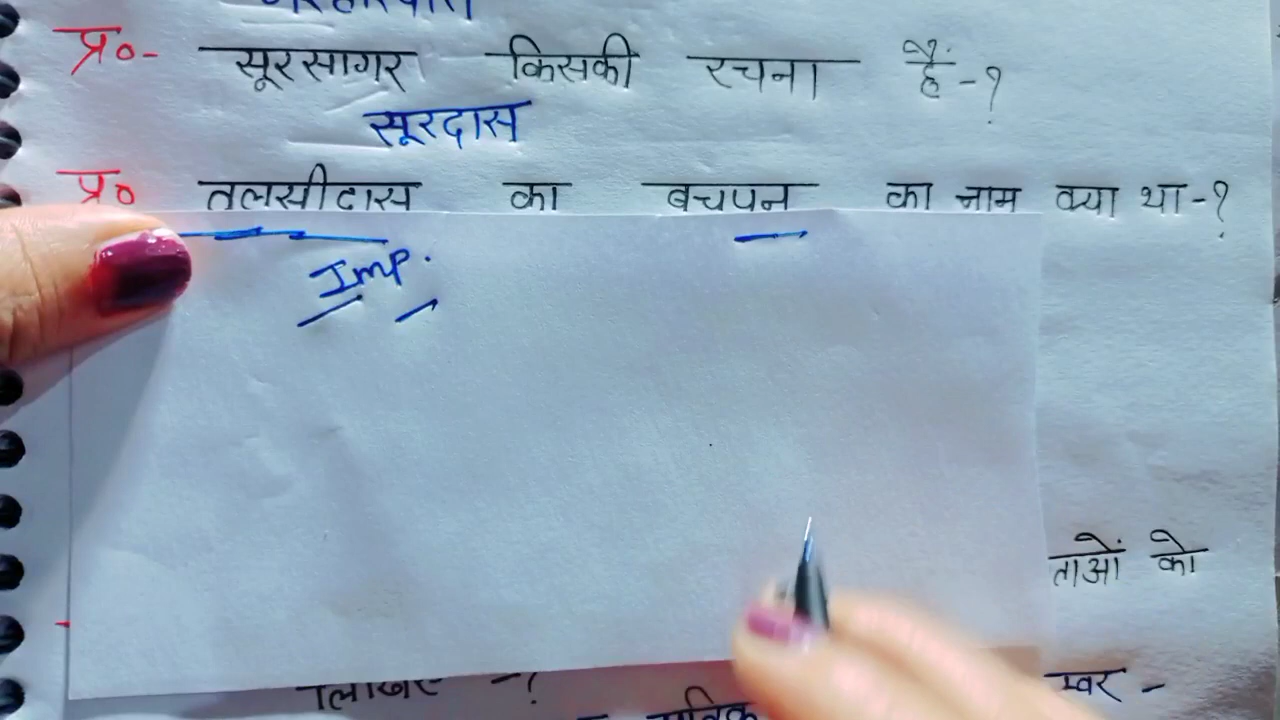 प्र०- सूरसागर किसकी रचना है-?
सूरदास
प्र० तुलसीदास का बचपन का नाम क्या था-?
Imp.
ताओं को
म्वर -